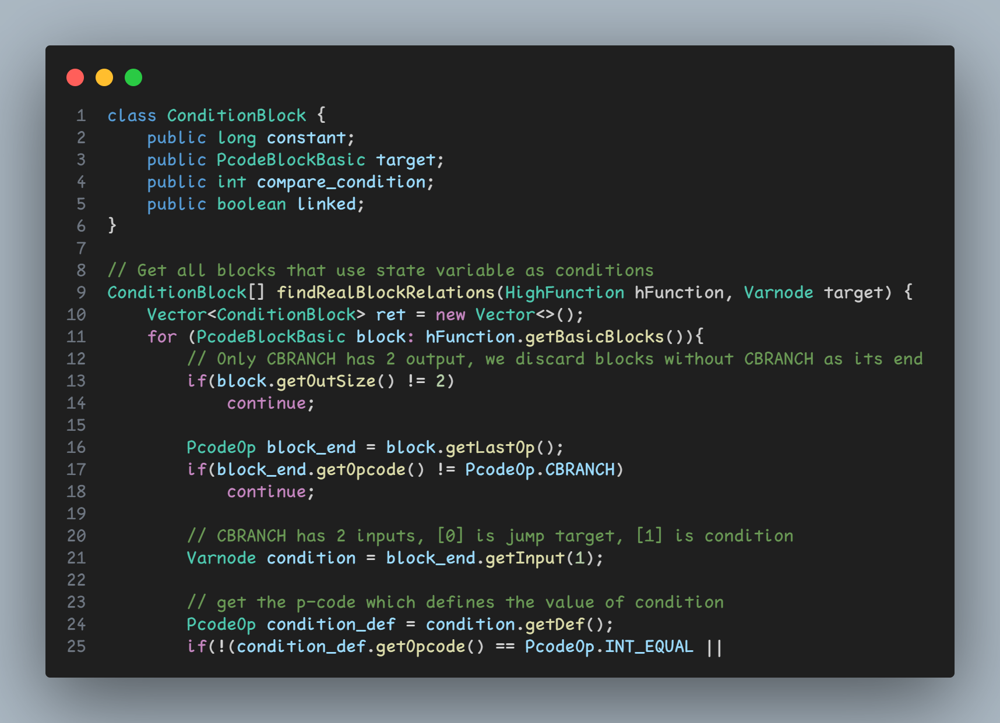 1 class ConditionBlock {
2     public long constant;
3     public PcodeBlockBasic target;
4     public int compare_condition;
5     public boolean linked;
6 }
7
8 // Get all blocks that use state variable as conditions
9 ConditionBlock[] findRealBlockRelations(HighFunction hFunction, Varnode target) {
10     Vector<ConditionBlock> ret = new Vector<>();
11     for (PcodeBlockBasic block: hFunction.getBasicBlocks()){
12         // Only CBRANCH has 2 output, we discard blocks without CBRANCH as its end
13         if(block.getOutSize() != 2)
14             continue;
15
16         PcodeOp block_end = block.getLastOp();
17         if(block_end.getOpcode() != PcodeOp.CBRANCH)
18             continue;
19
20         // CBRANCH has 2 inputs, [0] is jump target, [1] is condition
21         Varnode condition = block_end.getInput(1);
22
23         // get the p-code which defines the value of condition
24         PcodeOp condition_def = condition.getDef();
25         if(!(condition_def.getOpcode() == PcodeOp.INT_EQUAL ||